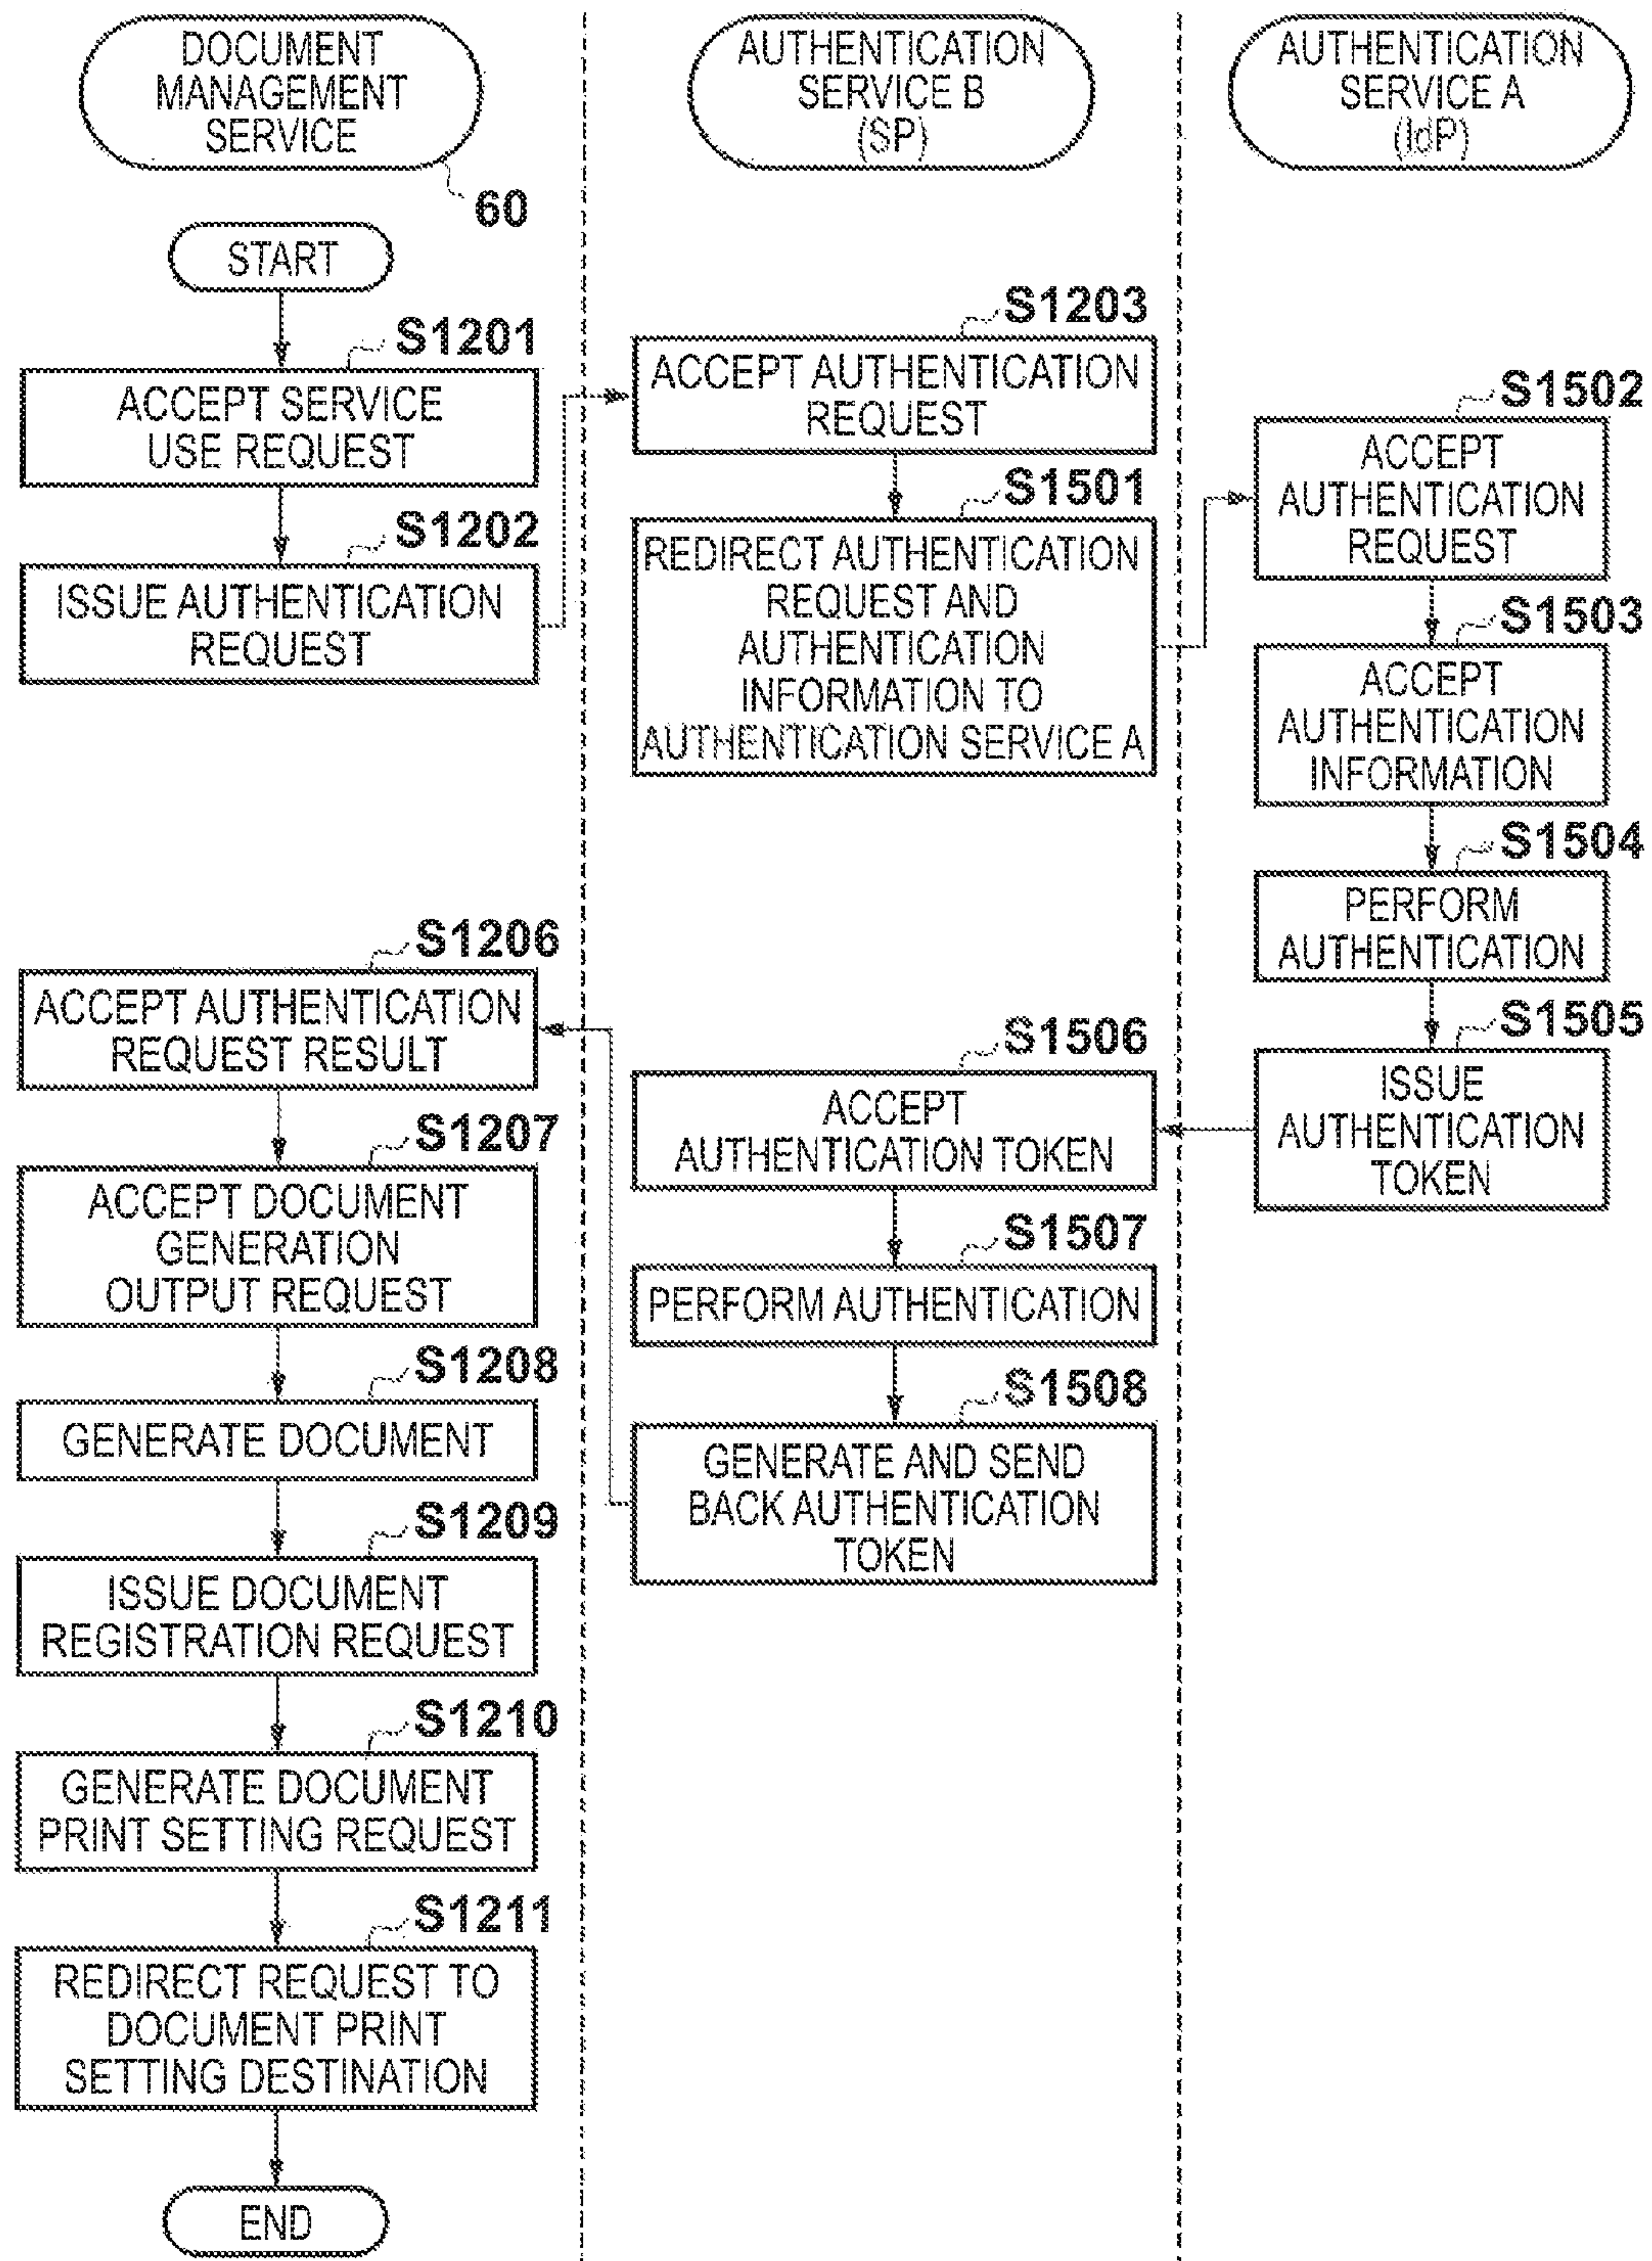 DOCUMENT
MANAGEMENT
SERVICE
60
START
S1201
ACCEPT SERVICE
USE REQUEST
S1202
ISSUE AUTHENTICATION
REQUEST
S1206
ACCEPT AUTHENTICATION
REQUEST RESULT
S1207
ACCEPT DOCUMENT
GENERATION
OUTPUT REQUEST
S1208
GENERATE DOCUMENT
S1209
ISSUE DOCUMENT
REGISTRATION REQUEST
S1210
GENERATE DOCUMENT
PRINT SETTING REQUEST
S1211
REDIRECT REQUEST TO
DOCUMENT PRINT
SETTING DESTINATION
END
AUTHENTICATION
SERVICE B
(SP)
S1203
ACCEPT AUTHENTICATION
REQUEST
S1501
REDIRECT AUTHENTICATION
REQUEST AND
AUTHENTICATION
INFORMATION TO
AUTHENTICATION SERVICE A
S1506
ACCEPT
AUTHENTICATION TOKEN
S1507
PERFORM AUTHENTICATION
S1508
GENERATE AND SEND
BACK AUTHENTICATION
TOKEN
AUTHENTICATION
SERVICE A
(IdP)
S1502
ACCEPT
AUTHENTICATION
REQUEST
S1503
ACCEPT
AUTHENTICATION
INFORMATION
S1504
PERFORM
AUTHENTICATION
S1505
ISSUE
AUTHENTICATION
TOKEN